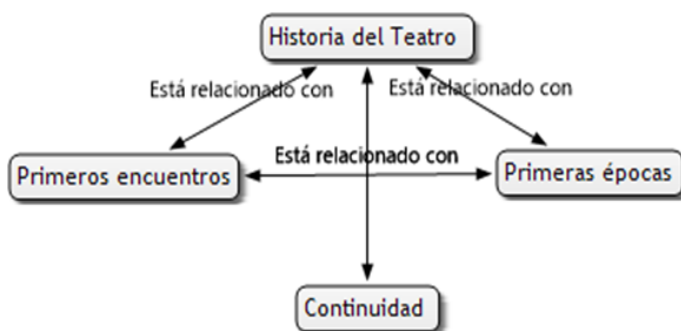 Historia del Teatro
Está relacionado con
Está relacionado con
Está relacionado con
Primeros encuentros
Primeras épocas
Continuidad